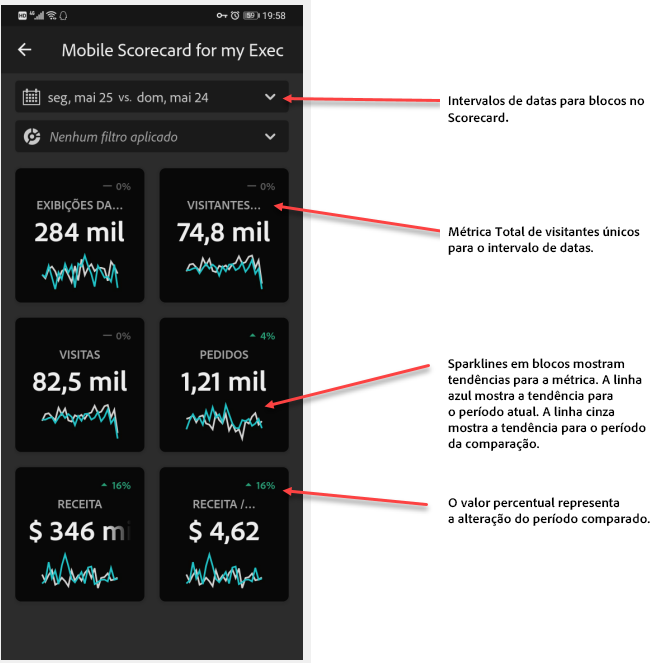 HD 4G 59 19:58
Mobile Scorecard for my Exec
seg, mai 25 vs. dom, mai 24
Nenhum filtro aplicado
Intervalos de datas para blocos no
Scorecard.
— 0%
EXIBIÇÕES DA...
284 mil
— 0%
VISITANTES...
74,8 mil
Métrica Total de visitantes únicos
para o intervalo de datas.
— 0%
VISITAS
82,5 mil
4%
PEDIDOS
1,21 mil
Sparklines em blocos mostram
tendências para a métrica. A linha
azul mostra a tendência para
o período atual. A linha cinza
mostra a tendência para o período
da comparação.
16%
RECEITA
$ 346 mi
16%
RECEITA /...
$ 4,62
O valor percentual representa
a alteração do período comparado.